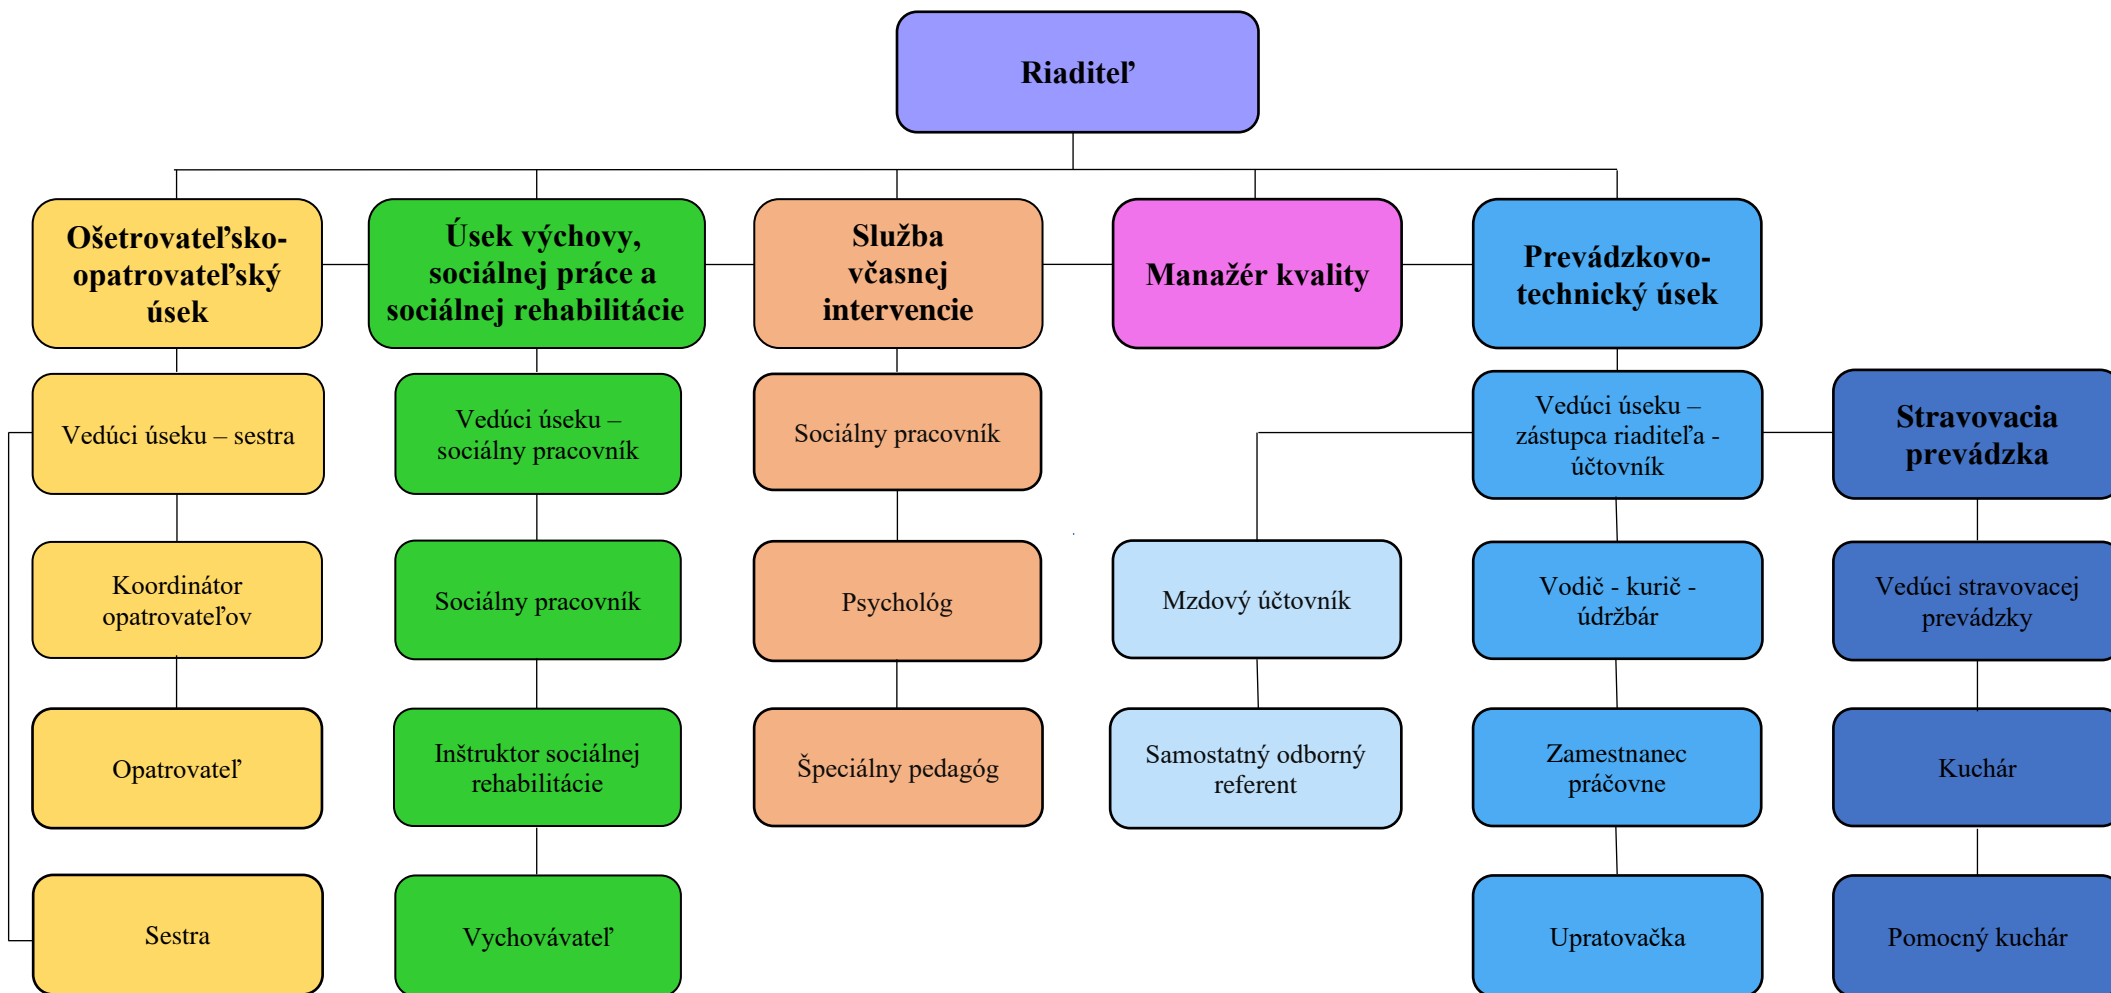 Riaditeľ
Ošetrovateľsko-
opatrovateľský
úsek
Úsek výchovy,
sociálnej práce a
sociálnej rehabilitácie
Služba
včasnej
intervencie
Manažér kvality
Prevádzkovo-
technický úsek
Vedúci úseku – sestra
Vedúci úseku –
sociálny pracovník
Sociálny pracovník
Vedúci úseku –
zástupca riaditeľa -
účtovník
Stravovacia
prevádzka
Koordinátor
opatrovateľov
Sociálny pracovník
Psychológ
Mzdový účtovník
Vodič - kurič -
údržbár
Vedúci stravovacej
prevádzky
Opatrovateľ
Inštruktor sociálnej
rehabilitácie
Špeciálny pedagóg
Samostatný odborný
referent
Zamestnanec
práčovne
Kuchár
Sestra
Vychovávateľ
Upratovačka
Pomocný kuchár